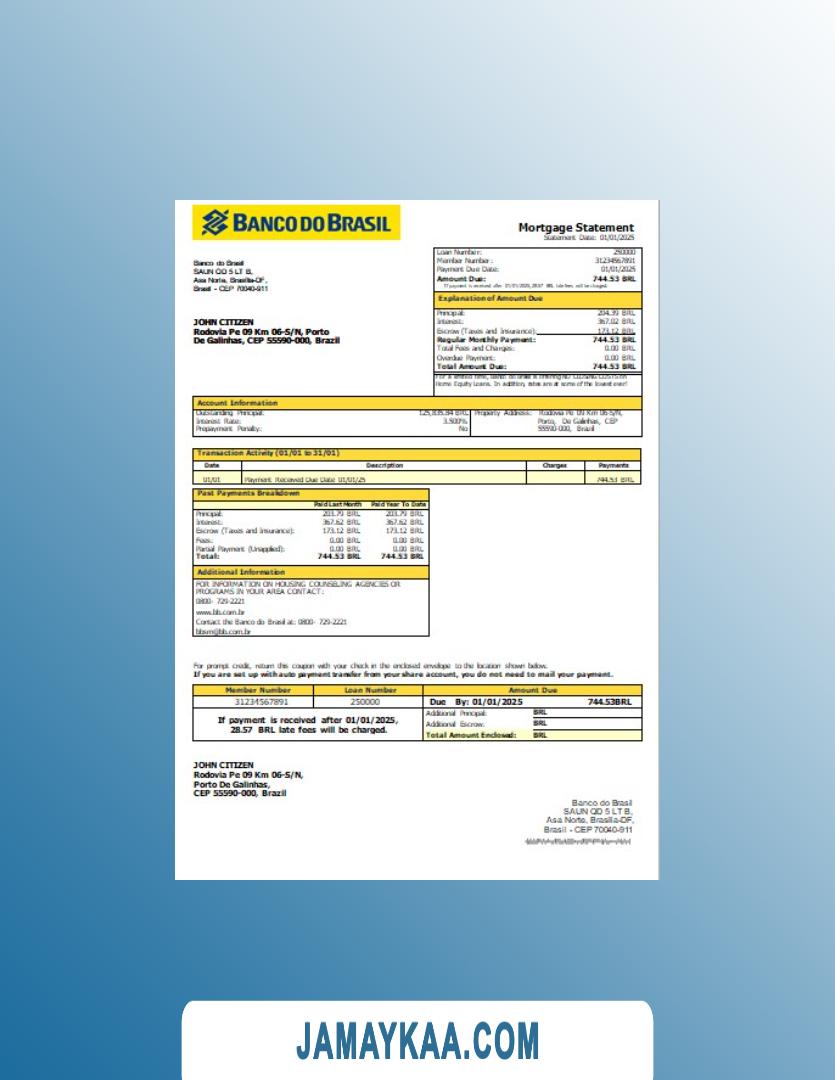 BANCO DO BRASIL
Mortgage Statement
Statement Date: 01/01/2025
Banco do Brasil
SAUN QD 5 LT B,
Asa Norte, Brasilia-DF,
Brasil - CEP 70040-911
Loan Number: 250000
Member Number: 31234567891
Payment Due Date: 01/01/2025
Amount Due: 744.53 BRL
If payment is received after 01/01/2025, 28.57 BRL late fees will be charged.
Explanation of Amount Due
Principal: 204.39 BRL
Interest: 367.02 BRL
Escrow (Taxes and Insurance): 173.12 BRL
Regular Monthly Payment: 744.53 BRL
Total Fees and Charges: 0.00 BRL
Overdue Payment: 0.00 BRL
Total Amount Due: 744.53 BRL
For a limited time, Banco do Brasil is offering NO CLOSING COSTS on
Home Equity Loans. In addition, rates are at some of the lowest ever!
JOHN CITIZEN
Rodovia Pe 09 Km 06-S/N, Porto
De Galinhas, CEP 55590-000, Brazil
Account Information
Outstanding Principal: 125,835.84 BRL
Interest Rate: 3.500%
Prepayment Penalty: No
Property Address: Rodovia Pe 09 Km 06-S/N,
Porto, De Galinhas, CEP
55590-000, Brazil
Transaction Activity (01/01 to 31/01)
Date Description Charges Payments
01/01 Payment Received Due Date 01/01/25 744.53 BRL
Past Payments Breakdown
Paid Last Month Paid Year To Date
Principal: 203.79 BRL 203.79 BRL
Interest: 367.62 BRL 367.62 BRL
Escrow (Taxes and Insurance): 173.12 BRL 173.12 BRL
Fees: 0.00 BRL 0.00 BRL
Partial Payment (Unapplied): 0.00 BRL 0.00 BRL
Total: 744.53 BRL 744.53 BRL
Additional Information
FOR INFORMATION ON HOUSING COUNSELING AGENCIES OR
PROGRAMS IN YOUR AREA CONTACT:
0800- 729-2221
www.bb.com.br
Contact the Banco do Brasil at: 0800- 729-2221
bbsm@bb.com.br
For prompt credit, return this coupon with your check in the enclosed envelope to the location shown below.
If you are set up with auto payment transfer from your share account, you do not need to mail your payment.
Member Number Loan Number Amount Due
31234567891 250000 Due By: 01/01/2025 744.53BRL
If payment is received after 01/01/2025,
28.57 BRL late fees will be charged.
Additional Principal: BRL
Additional Escrow: BRL
Total Amount Enclosed: BRL
JOHN CITIZEN
Rodovia Pe 09 Km 06-S/N,
Porto De Galinhas,
CEP 55590-000, Brazil
Banco do Brasil
SAUN QD 5 LT B,
Asa Norte, Brasilia-DF,
Brasil - CEP 70040-911
JAMAYKAA.COM